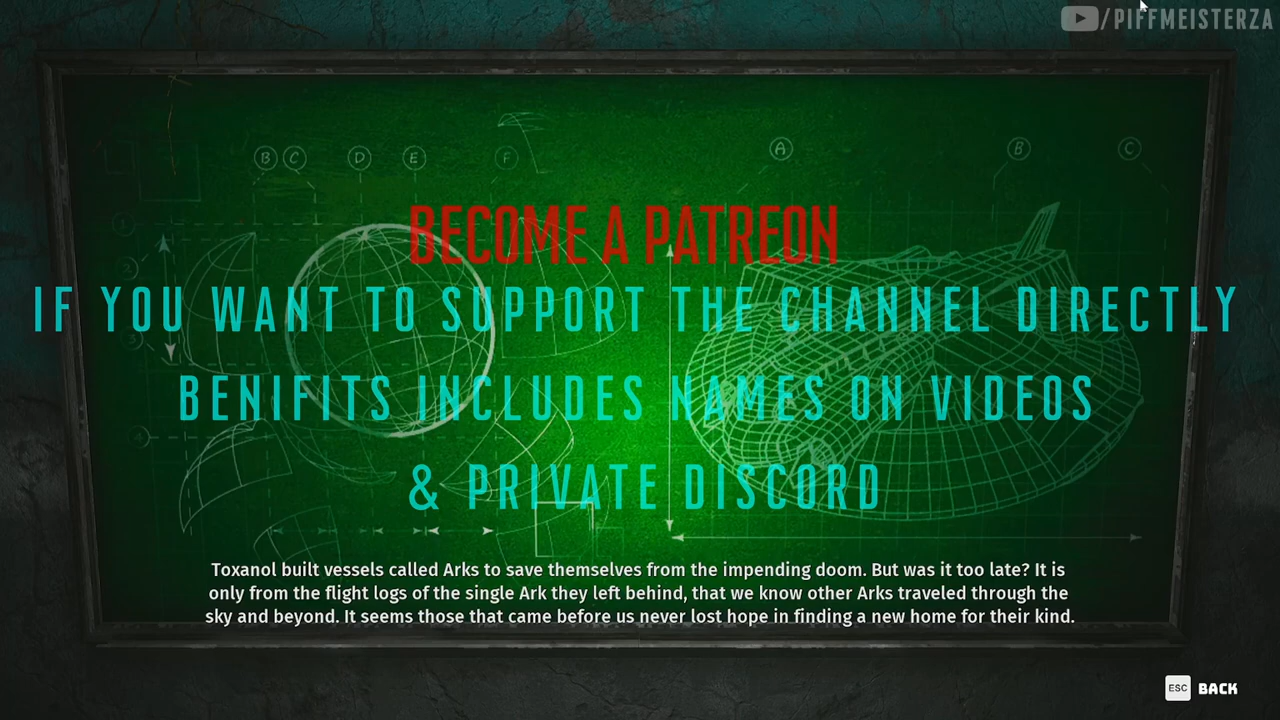 /PIFFMEISTERZA
B C D E F A B C
1
2
3
4
BECOME A PATREON
IF YOU WANT TO SUPPORT THE CHANNEL DIRECTLY
BENIFITS INCLUDES NAMES ON VIDEOS
& PRIVATE DISCORD
Toxanol built vessels called Arks to save themselves from the impending doom. But was it too late? It is
only from the flight logs of the single Ark they left behind, that we know other Arks traveled through the
sky and beyond. It seems those that came before us never lost hope in finding a new home for their kind.
ESC BACK